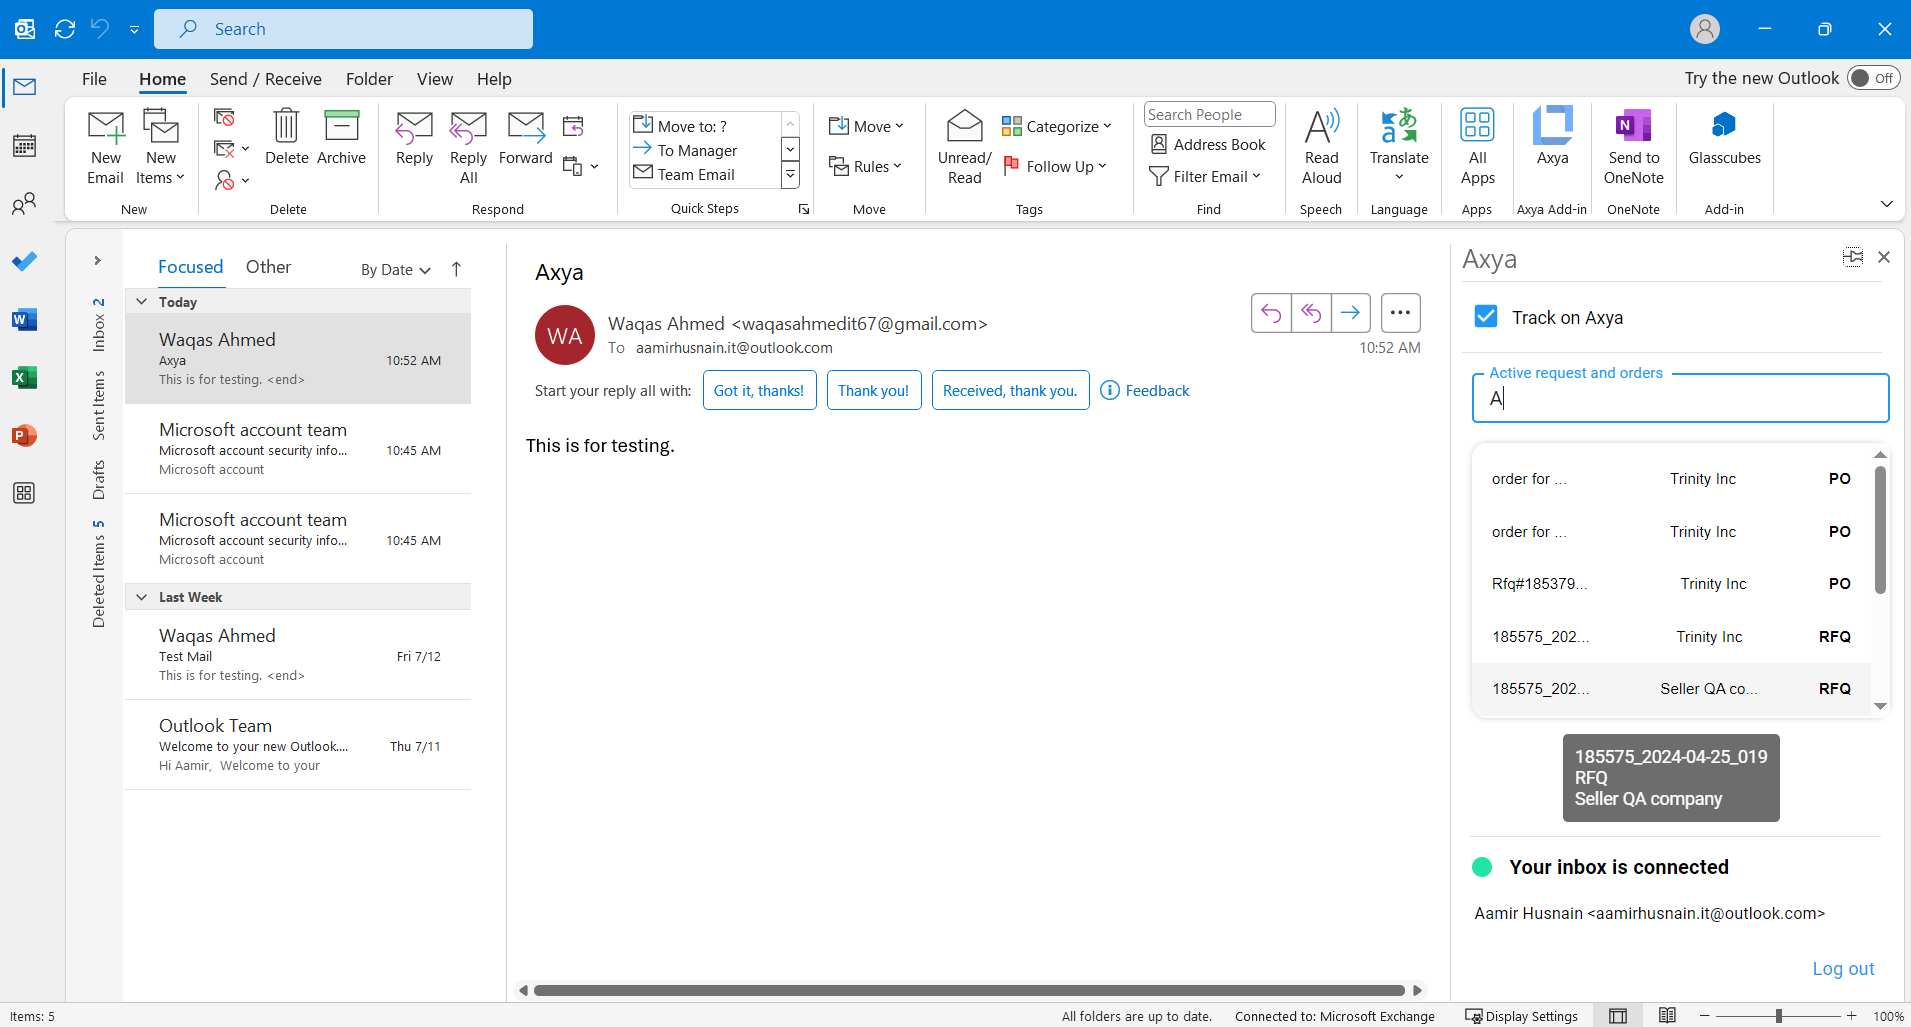 Search
File Home Send / Receive Folder View Help
Try the new Outlook Off
New Email
New Items
New
Delete
Archive
Delete
Reply
Reply All
Forward
Respond
Move to: ?
To Manager
Team Email
Quick Steps
Move
Rules
Move
Unread/ Read
Categorize
Follow Up
Tags
Search People
Address Book
Filter Email
Find
Read Aloud
Speech
Translate
Language
All Apps
Apps
Axya
Axya Add-in
Send to OneNote
OneNote
Glasscubes
Add-in
Inbox 2
Sent Items
Drafts
Deleted Items 5
Focused Other By Date
Today
Waqas Ahmed
Axya 10:52 AM
This is for testing. <end>
Microsoft account team
Microsoft account security info... 10:45 AM
Microsoft account
Microsoft account team
Microsoft account security info... 10:45 AM
Microsoft account
Last Week
Waqas Ahmed
Test Mail Fri 7/12
This is for testing. <end>
Outlook Team
Welcome to your new Outlook.... Thu 7/11
Hi Aamir, Welcome to your
Axya
WA
Waqas Ahmed <waqasahmedit67@gmail.com>
To aamirhusnain.it@outlook.com
10:52 AM
Start your reply all with: Got it, thanks! Thank you! Received, thank you. Feedback
This is for testing.
Axya
Track on Axya
Active request and orders
A
order for ... Trinity Inc PO
order for ... Trinity Inc PO
Rfq#185379... Trinity Inc PO
185575_202... Trinity Inc RFQ
185575_202... Seller QA co... RFQ
185575_2024-04-25_019
RFQ
Seller QA company
Your inbox is connected
Aamir Husnain <aamirhusnain.it@outlook.com>
Log out
Items: 5
All folders are up to date. Connected to: Microsoft Exchange Display Settings 100%